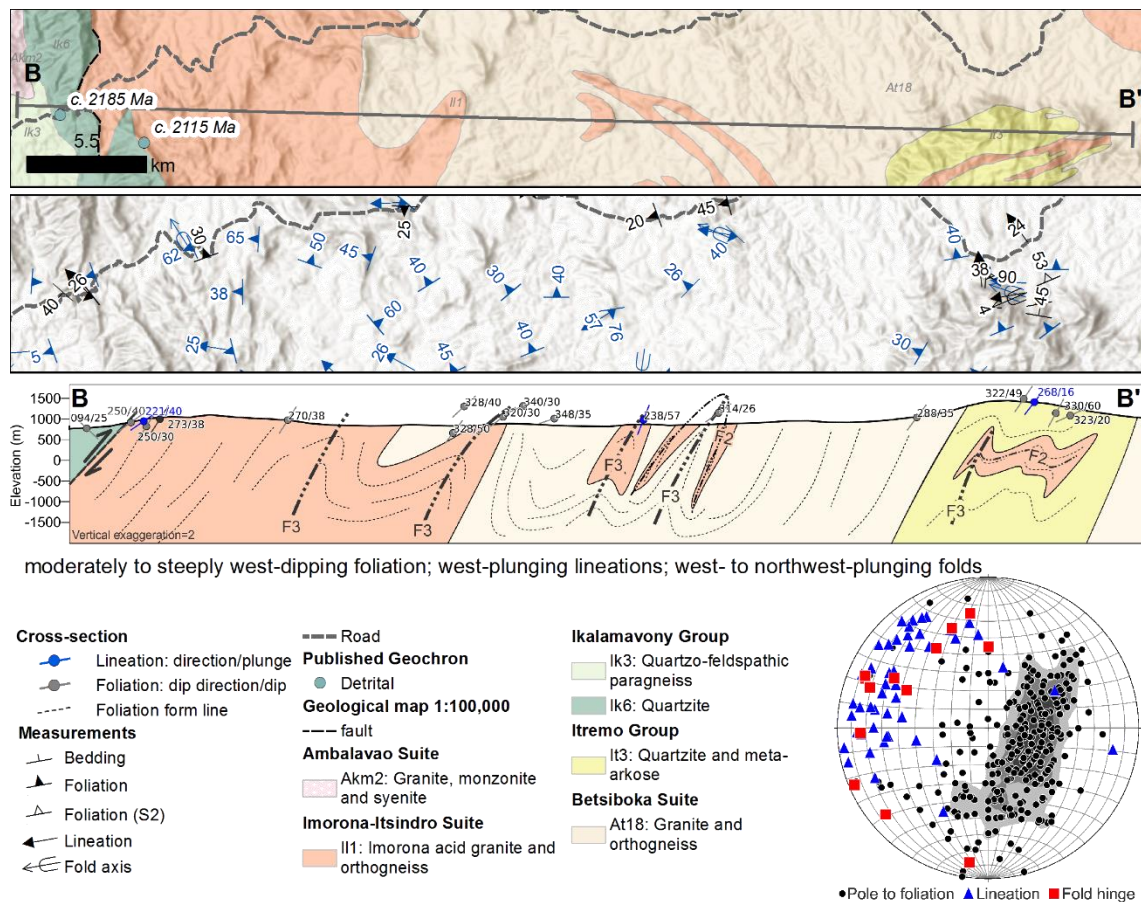 Ik6
Akm2
B
c. 2185 Ma
Ik3
c. 2115 Ma
5.5
km
Il1
At18
It3
B'
40
26
5
62
30
65
38
25
50
45
25
40
60
26
45
30
40
40
57
76
20
26
45
40
30
40
38
24
90
4
53
45
B
B'
Elevation (m)
1500
1000
500
0
-500
-1000
-1500
094/25
250/40
221/40
250/30
273/38
270/38
328/40
328/50
340/30
320/30
348/35
238/57
314/26
288/35
322/49
268/16
330/60
323/20
F3
F3
F3
F3
F2
F2
F3
Vertical exaggeration=2
moderately to steeply west-dipping foliation; west-plunging lineations; west- to northwest-plunging folds
Cross-section
Lineation: direction/plunge
Foliation: dip direction/dip
Foliation form line
Measurements
Bedding
Foliation
Foliation (S2)
Lineation
Fold axis
Road
Published Geochron
Detrital
Geological map 1:100,000
fault
Ambalavao Suite
Akm2: Granite, monzonite
and syenite
Imorona-Itsindro Suite
Il1: Imorona acid granite and
orthogneiss
Ikalamavony Group
Ik3: Quartzo-feldspathic
paragneiss
Ik6: Quartzite
Itremo Group
It3: Quartzite and meta-
arkose
Betsiboka Suite
At18: Granite and
orthogneiss
Pole to foliation Lineation Fold hinge